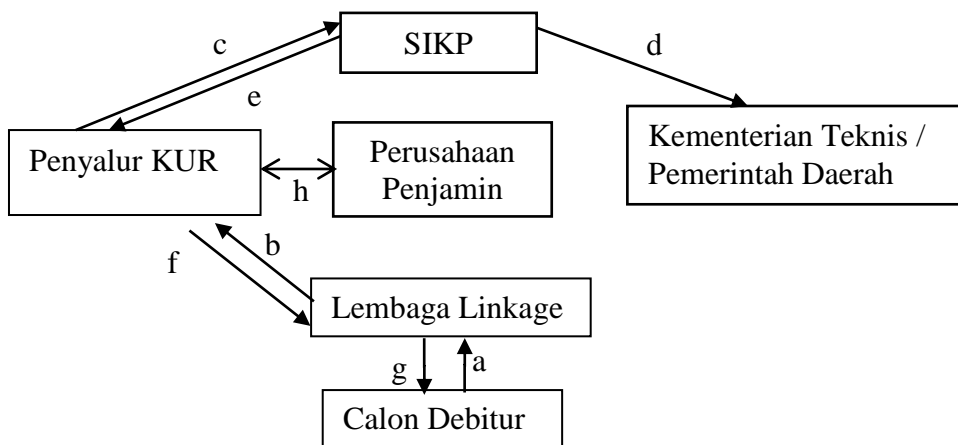 c
SIKP
d
e
Penyalur KUR
Perusahaan
Penjamin
Kementerian Teknis /
Pemerintah Daerah
h
b
f
Lembaga Linkage
g
a
Calon Debitur